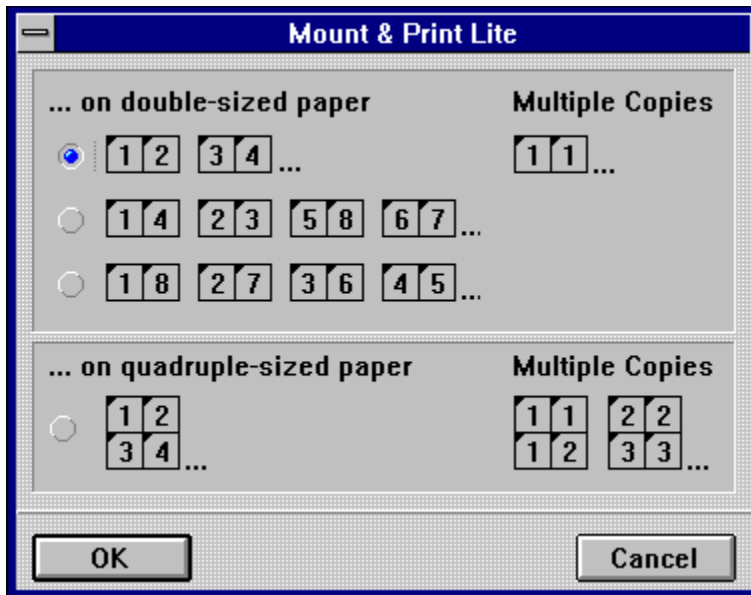 Mount & Print Lite
... on double-sized paper Multiple Copies
1 2 3 4 ... 1 1 ...
1 4 2 3 5 8 6 7 ...
1 8 2 7 3 6 4 5 ...
... on quadruple-sized paper Multiple Copies
1 2 1 1 2 2
3 4 ... 1 2 3 3 ...
OK Cancel